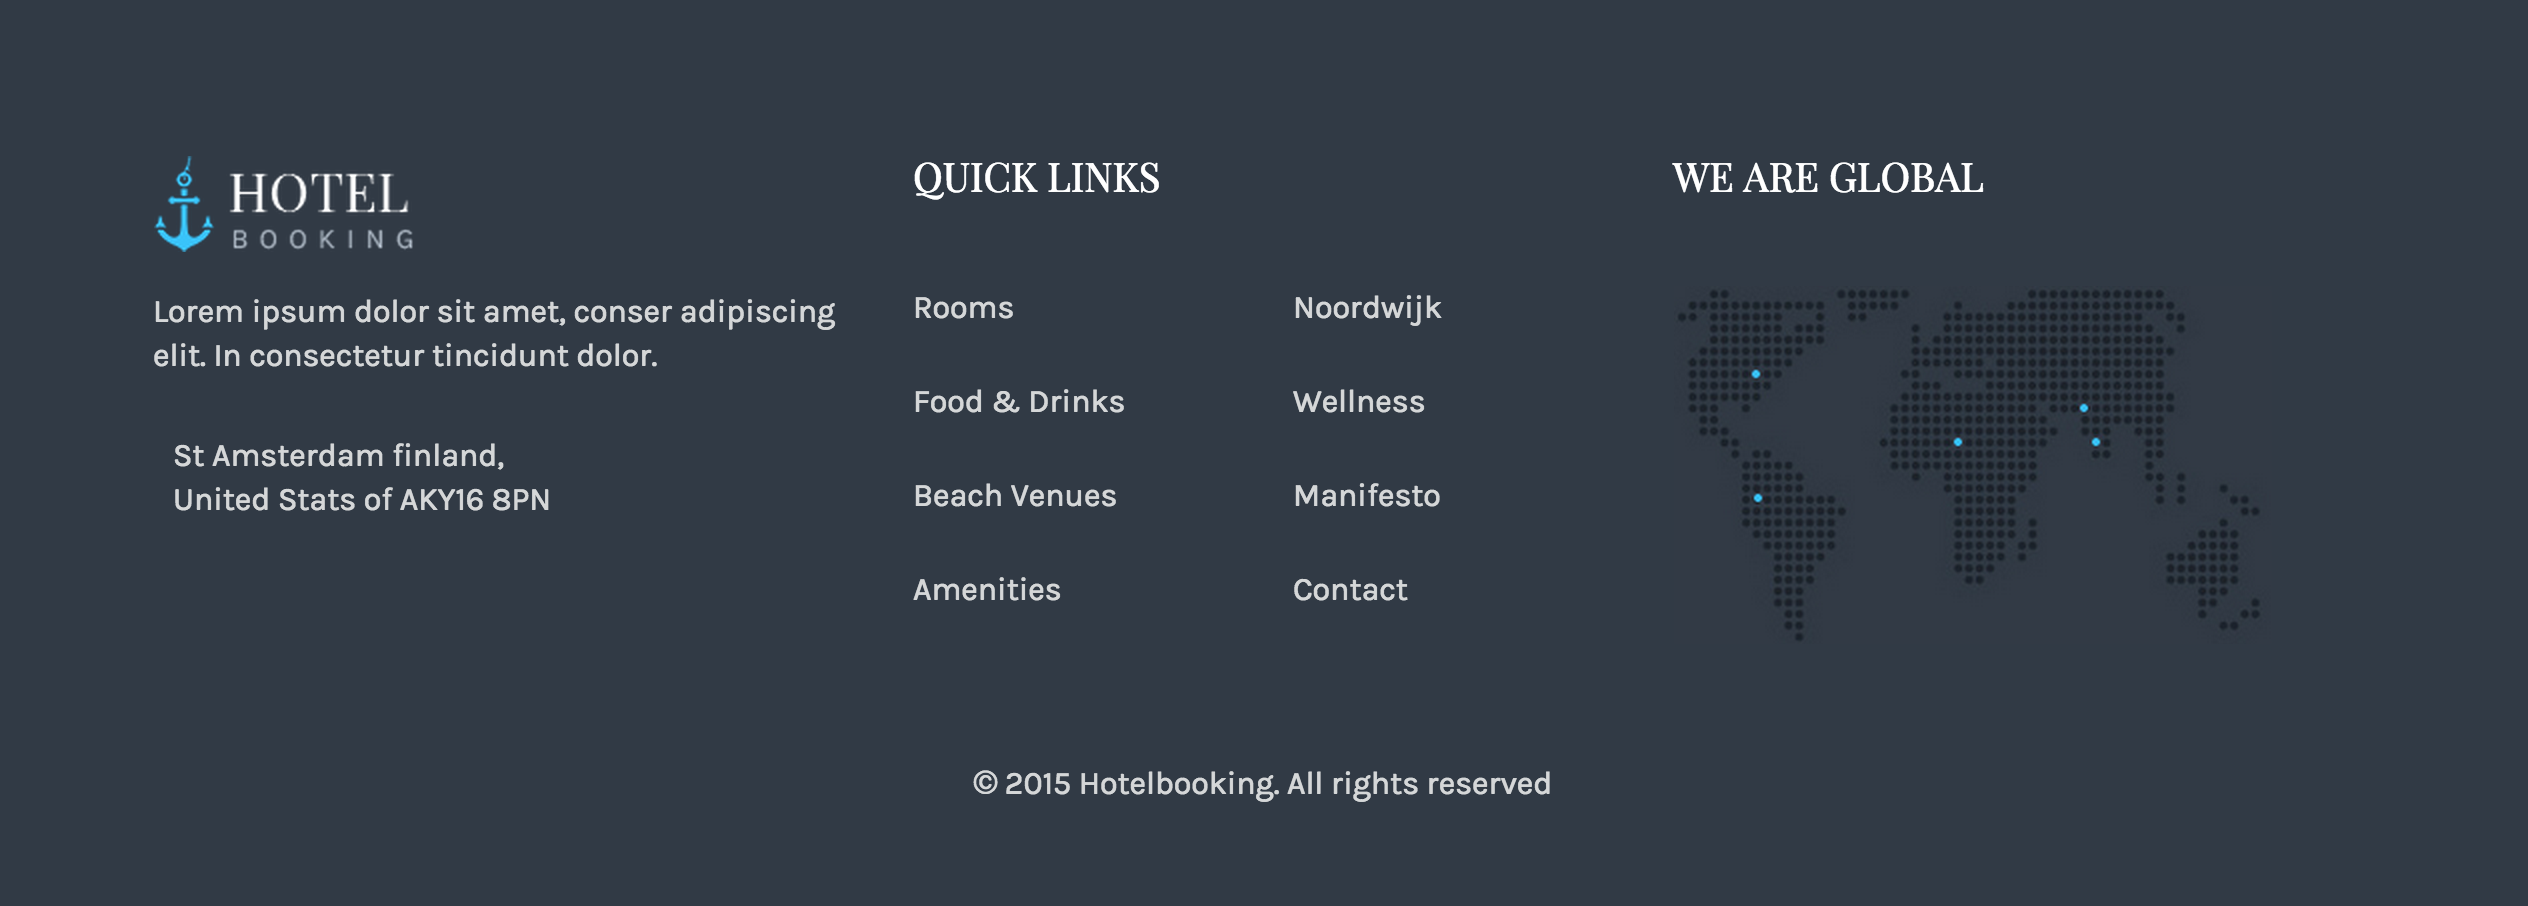 HOTEL
BOOKING
Lorem ipsum dolor sit amet, conser adipiscing
elit. In consectetur tincidunt dolor.
St Amsterdam finland,
United Stats of AKY16 8PN
QUICK LINKS
Rooms
Food & Drinks
Beach Venues
Amenities
Noordwijk
Wellness
Manifesto
Contact
WE ARE GLOBAL
© 2015 Hotelbooking. All rights reserved